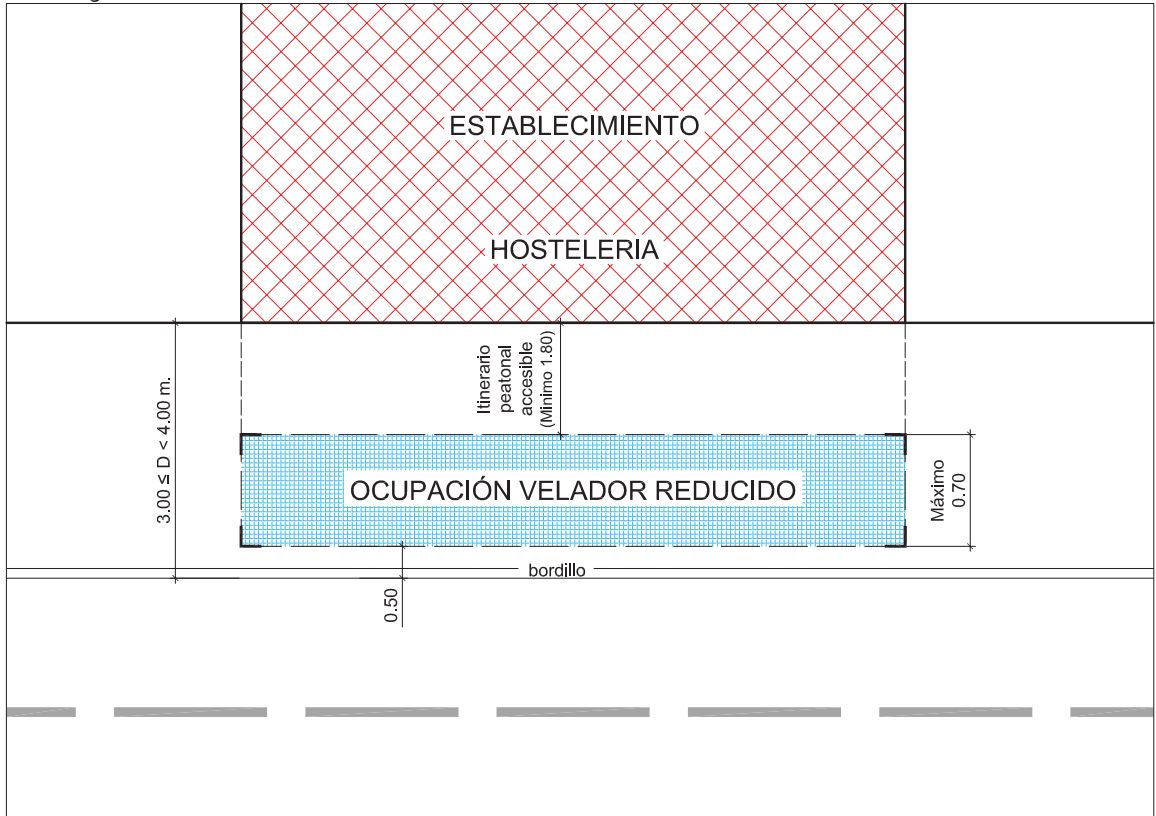 ESTABLECIMIENTO
HOSTELERIA
3.00 ≤ D < 4.00 m.
Itinerario
peatonal
accesible
(Minimo 1.80)
OCUPACIÓN VELADOR REDUCIDO
Máximo
0.70
bordillo
0.50